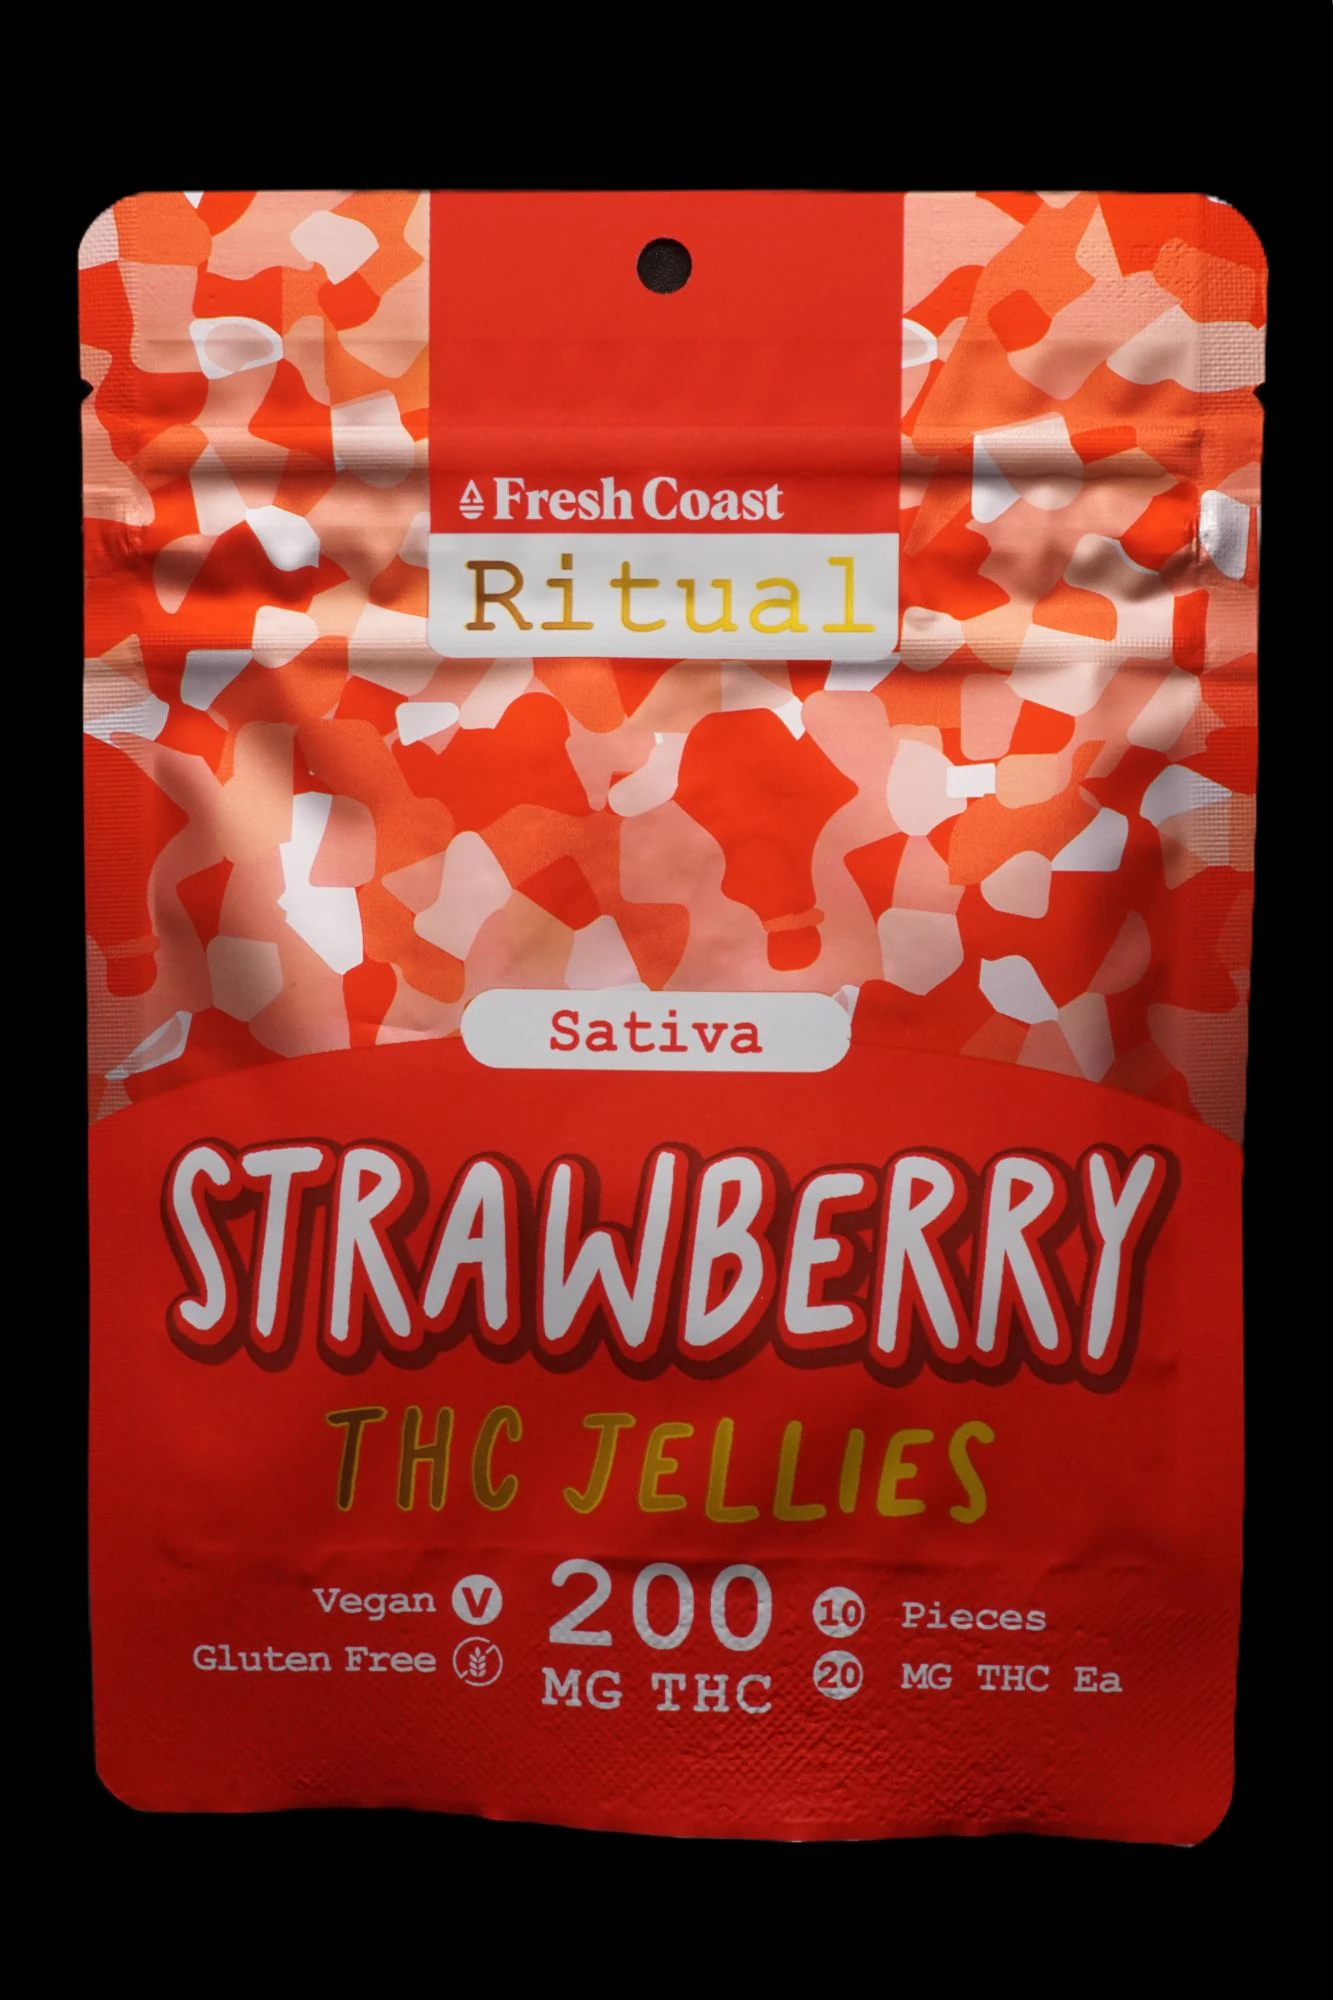 Fresh Coast
Ritual
Sativa
STRAWBERRY
THC JELLIES
Vegan V
Gluten Free
200
MG THC
10 Pieces
20 MG THC Ea